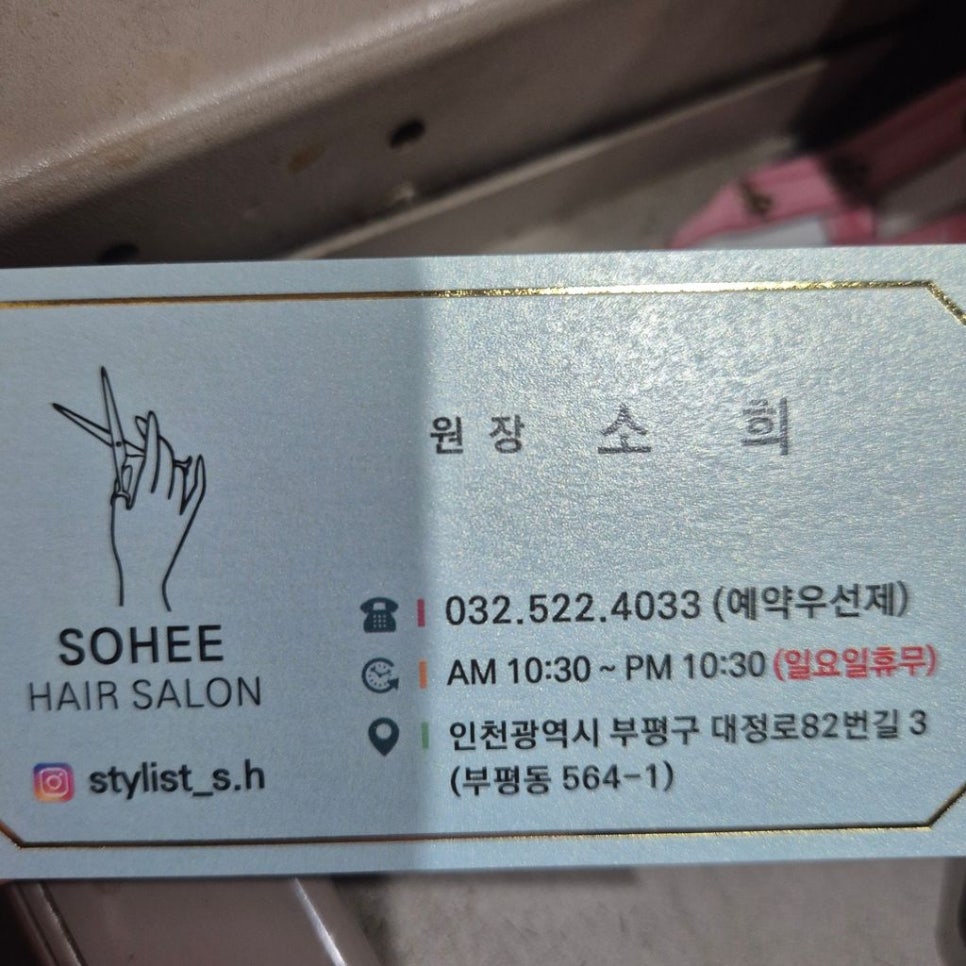 원장 소희
SOHEE
HAIR SALON
stylist_s.h
032.522.4033 (예약우선제)
AM 10:30 ~ PM 10:30 (일요일휴무)
인천광역시 부평구 대정로82번길 3
(부평동 564-1)